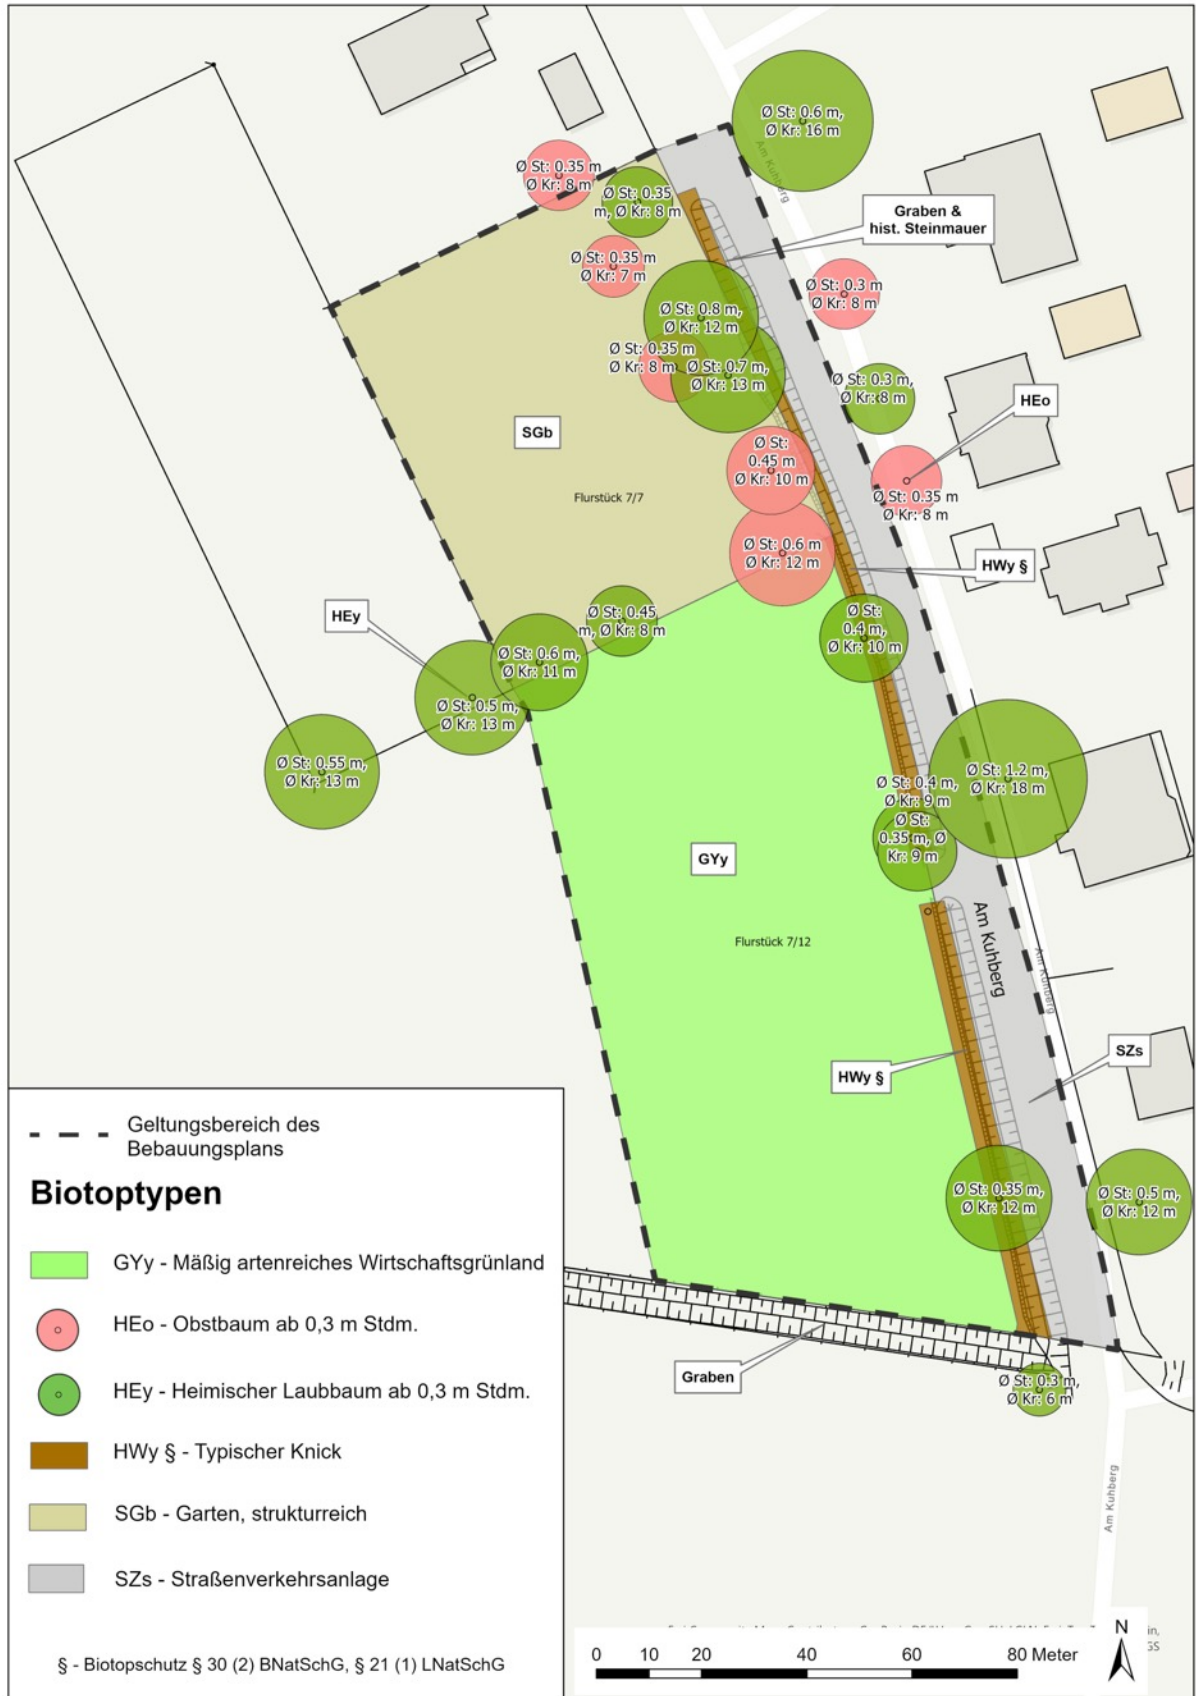 Ø St: 0.6 m,
Ø Kr: 16 m
Am Kuhberg
Ø St: 0.35 m
Ø Kr: 8 m
Ø St: 0.35
m, Ø Kr: 8 m
Graben &
hist. Steinmauer
Ø St: 0.35 m
Ø Kr: 7 m
Ø St: 0.3 m
Ø Kr: 8 m
Ø St: 0.8 m,
Ø Kr: 12 m
Ø St: 0.35 m
Ø Kr: 8 m
Ø St: 0.7 m,
Ø Kr: 13 m
Ø St: 0.3 m,
Ø Kr: 8 m
HEo
SGb
Ø St:
0.45 m
Ø Kr: 10 m
Ø St: 0.35 m
Ø Kr: 8 m
Flurstück 7/7
Ø St: 0.6 m
Ø Kr: 12 m
HWy §
HEy
Ø St: 0.45
m, Ø Kr: 8 m
Ø St:
0.4 m,
Ø Kr: 10 m
Ø St: 0.6 m,
Ø Kr: 11 m
Ø St: 0.5 m,
Ø Kr: 13 m
Ø St: 0.55 m,
Ø Kr: 13 m
Ø St: 1.2 m,
Ø Kr: 18 m
Ø St: 0.4 m,
Ø Kr: 9 m
Ø St:
0.35 m, Ø
Kr: 9 m
GYy
Flurstück 7/12
Am Kuhberg
Am Kuhberg
SZs
HWy §
Ø St: 0.35 m,
Ø Kr: 12 m
Ø St: 0.5 m,
Ø Kr: 12 m
Graben
Ø St: 0.3 m,
Ø Kr: 6 m
Am Kuhberg
Geltungsbereich des
Bebauungsplans
Biotoptypen
GYy - Mäßig artenreiches Wirtschaftsgrünland
HEo - Obstbaum ab 0,3 m Stdm.
HEy - Heimischer Laubbaum ab 0,3 m Stdm.
HWy § - Typischer Knick
SGb - Garten, strukturreich
SZs - Straßenverkehrsanlage
§ - Biotopschutz § 30 (2) BNatSchG, § 21 (1) LNatSchG
N
0 10 20 40 60 80 Meter